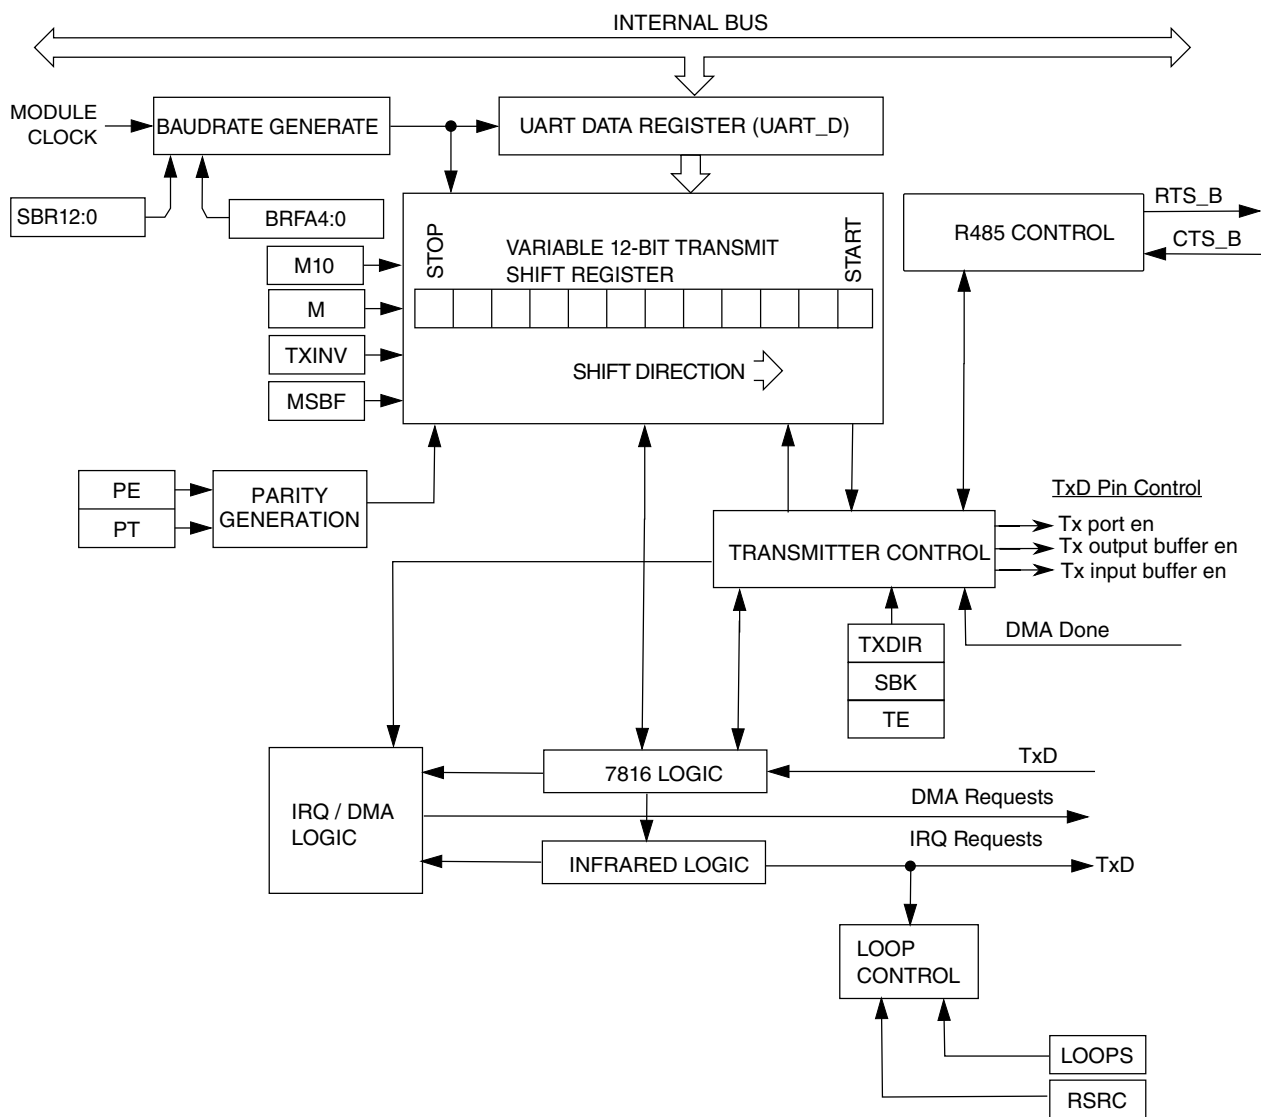 INTERNAL BUS
MODULE
CLOCK
BAUDRATE GENERATE
UART DATA REGISTER (UART_D)
SBR12:0
BRFA4:0
RTS_B
R485 CONTROL
CTS_B
STOP
VARIABLE 12-BIT TRANSMIT
SHIFT REGISTER
START
M10
M
TXINV
MSBF
SHIFT DIRECTION
PE
PT
PARITY
GENERATION
TxD Pin Control
TRANSMITTER CONTROL
Tx port en
Tx output buffer en
Tx input buffer en
DMA Done
TXDIR
SBK
TE
IRQ / DMA
LOGIC
7816 LOGIC
TxD
DMA Requests
IRQ Requests
INFRARED LOGIC
TxD
LOOP
CONTROL
LOOPS
RSRC